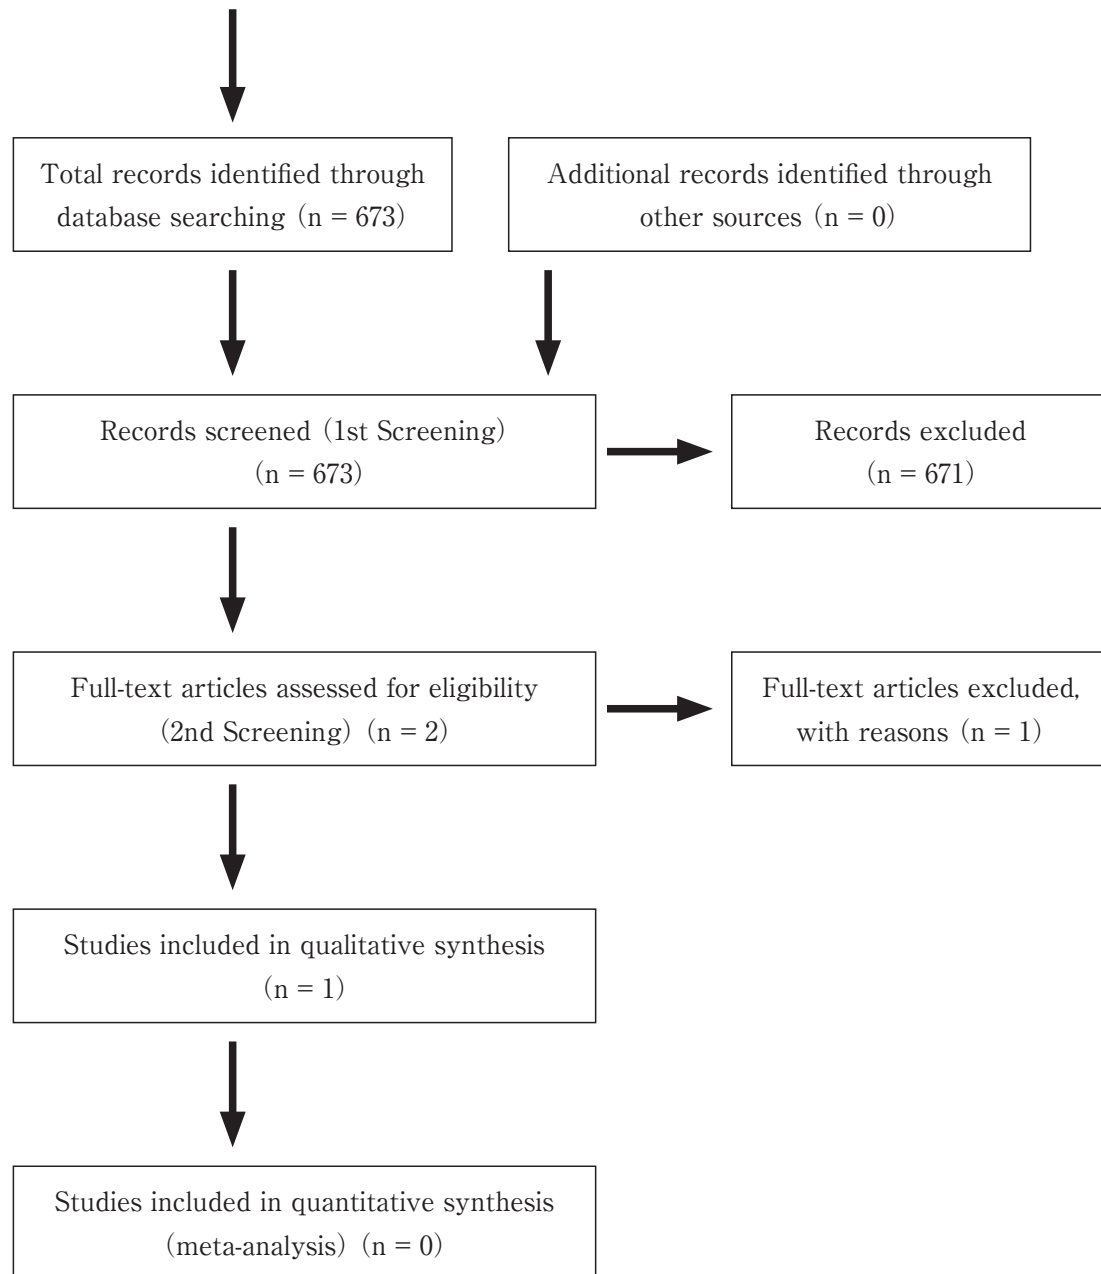 Total records identified through
database searching (n = 673)
Additional records identified through
other sources (n = 0)
Records screened (1st Screening)
(n = 673)
Records excluded
(n = 671)
Full-text articles assessed for eligibility
(2nd Screening) (n = 2)
Full-text articles excluded,
with reasons (n = 1)
Studies included in qualitative synthesis
(n = 1)
Studies included in quantitative synthesis
(meta-analysis) (n = 0)